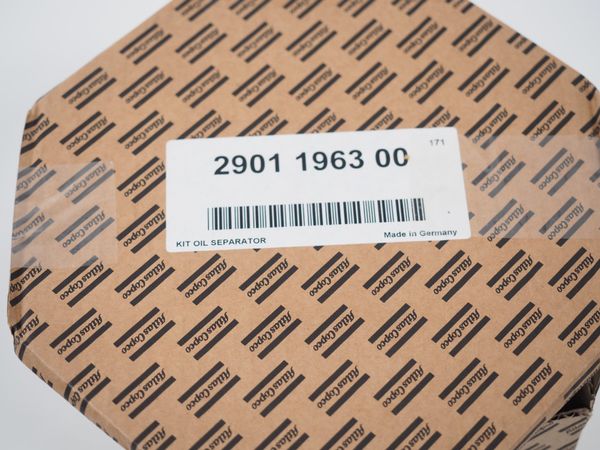 171
2901 1963 00
KIT OIL SEPARATOR
Made in Germany
Atlas Copco